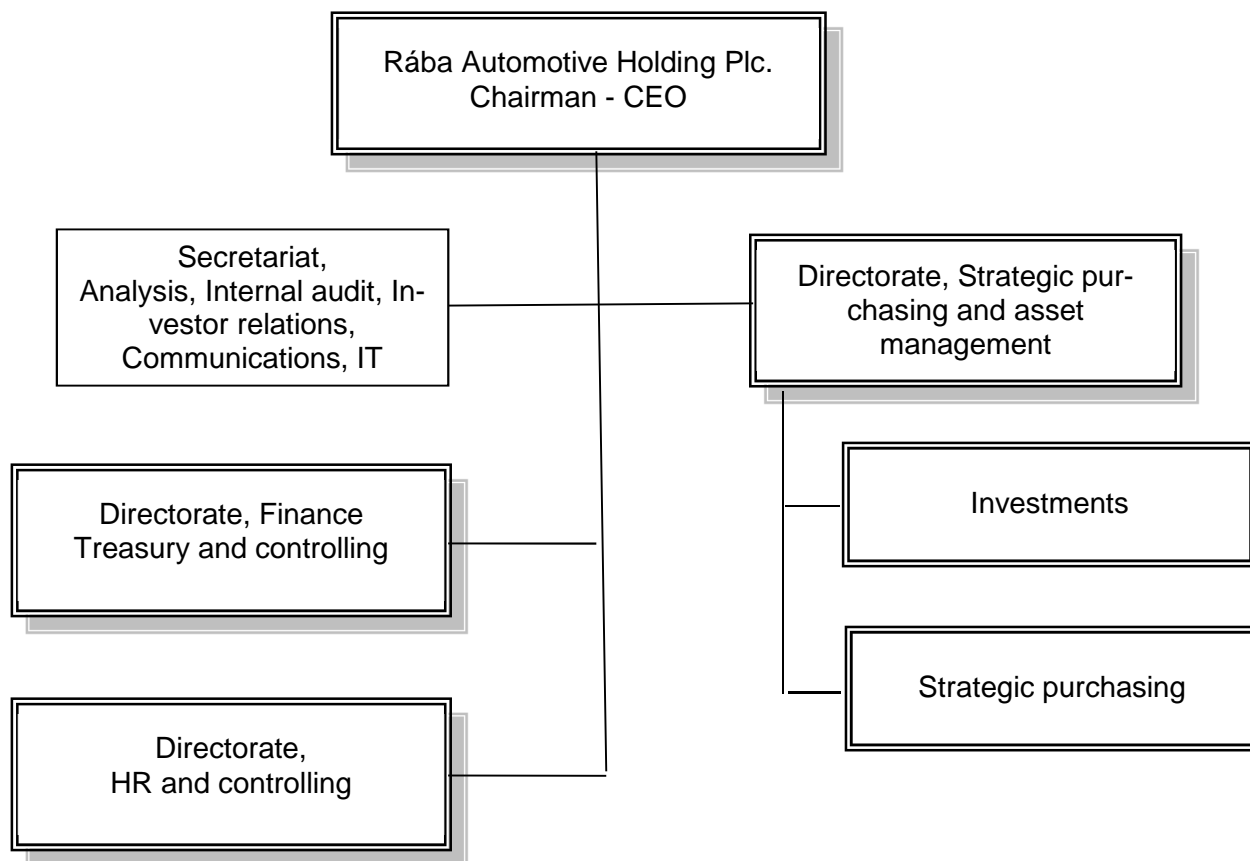 Rába Automotive Holding Plc.
Chairman - CEO
Secretariat,
Analysis, Internal audit, In-
vestor relations,
Communications, IT
Directorate, Strategic pur-
chasing and asset
management
Directorate, Finance
Treasury and controlling
Investments
Strategic purchasing
Directorate,
HR and controlling